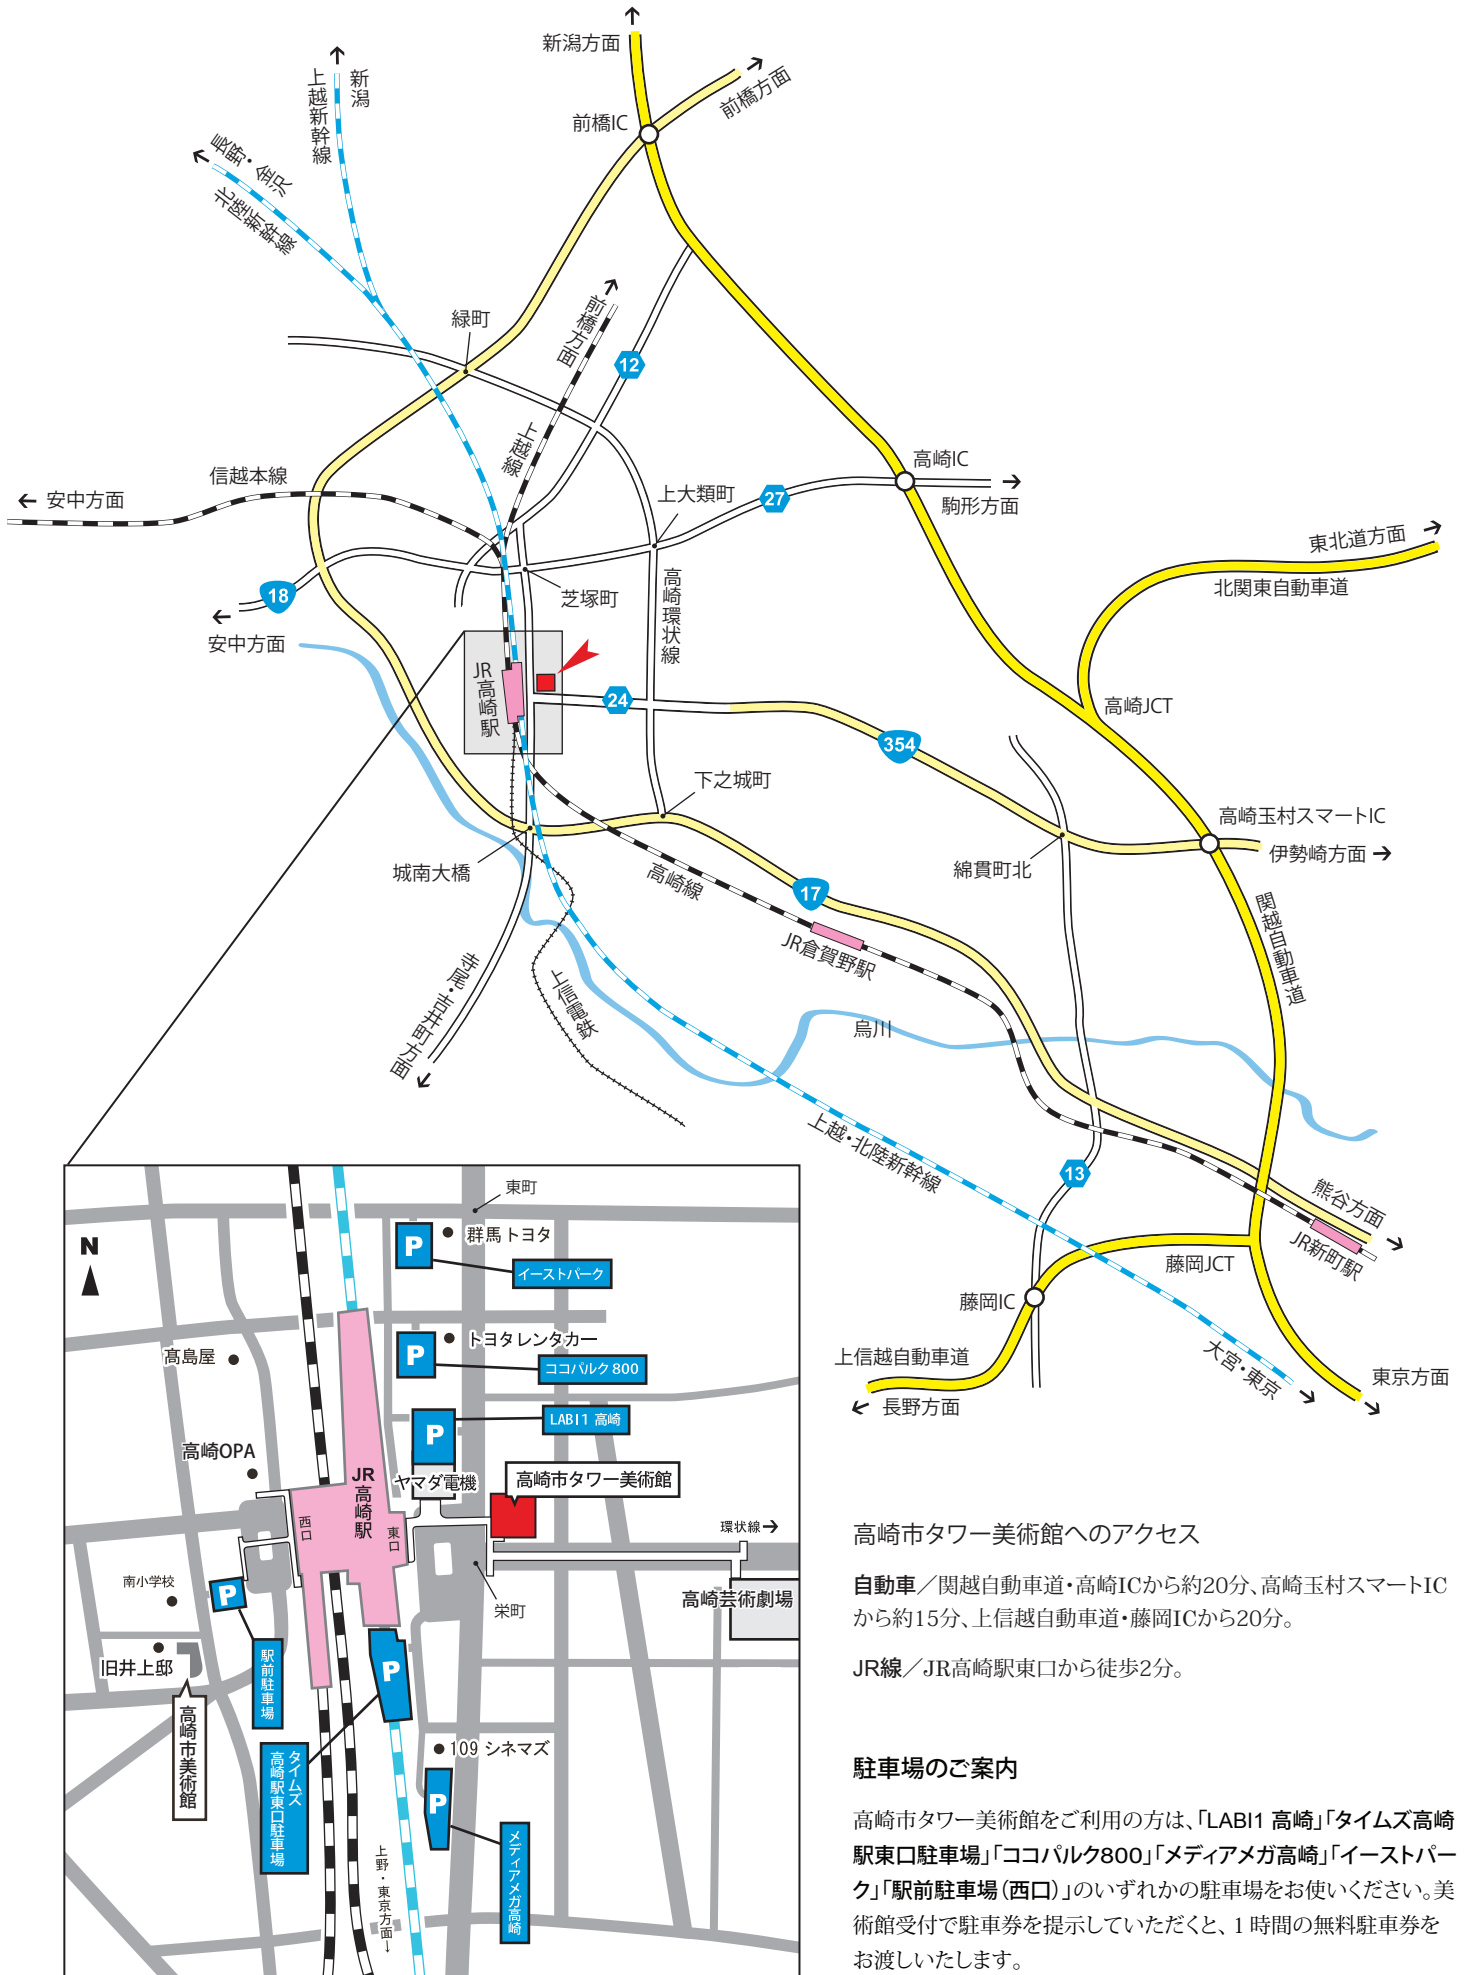 新潟方面
前橋方面
前橋IC
新潟
上越新幹線
長野・金沢
北陸新幹線
緑町
前橋方面
12
上越線
信越本線
安中方面
上大類町
27
高崎IC
駒形方面
東北道方面
北関東自動車道
18
安中方面
芝塚町
高崎環状線
JR高崎駅
24
高崎JCT
354
下之城町
高崎玉村スマートIC
伊勢崎方面
綿貫町北
城南大橋
高崎線
17
JR倉賀野駅
関越自動車道
寺尾・吉井町方面
上信電鉄
烏川
上越・北陸新幹線
13
熊谷方面
JR新町駅
藤岡JCT
藤岡IC
上信越自動車道
長野方面
大宮・東京
東京方面
N
東町
P
群馬トヨタ
イーストパーク
P
トヨタレンタカー
ココパルク800
髙島屋
P
LABI1 高崎
高崎OPA
ヤマダ電機
高崎市タワー美術館
JR高崎駅
西口
東口
環状線
南小学校
P
栄町
高崎芸術劇場
旧井上邸
駅前駐車場
P
高崎市美術館
タイムズ
高崎駅東口駐車場
109 シネマズ
P
メディアメガ高崎
上野・東京方面
高崎市タワー美術館へのアクセス
自動車／関越自動車道・高崎ICから約20分、高崎玉村スマートIC
から約15分、上信越自動車道・藤岡ICから20分。
JR線／JR高崎駅東口から徒歩2分。
駐車場のご案内
高崎市タワー美術館をご利用の方は、「LABI1 高崎」「タイムズ高崎
駅東口駐車場」「ココパルク800」「メディアメガ高崎」「イーストパー
ク」「駅前駐車場（西口）」のいずれかの駐車場をお使いください。美
術館受付で駐車券を提示していただくと、1時間の無料駐車券を
お渡しいたします。